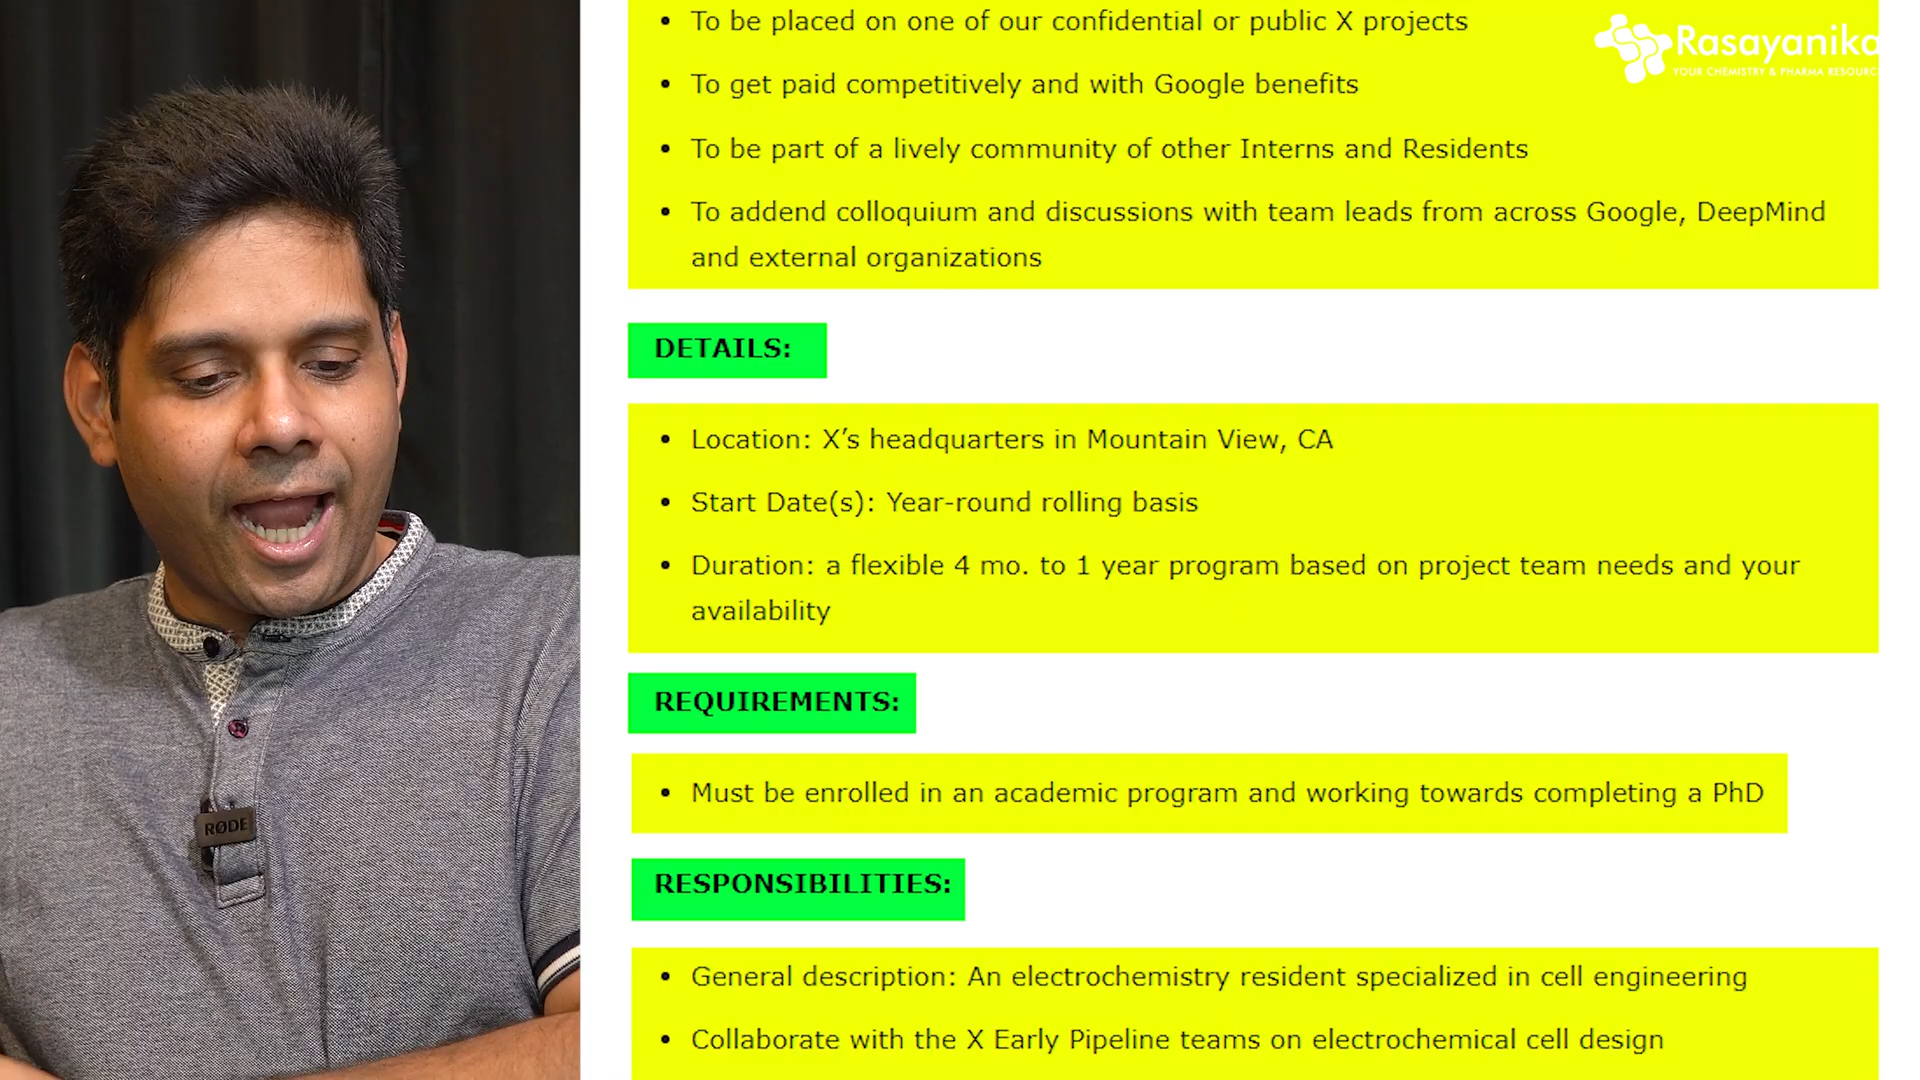 • To be placed on one of our confidential or public X projects
Rasayanika
YOUR CHEMISTRY & PHARMA RESOURC
• To get paid competitively and with Google benefits
• To be part of a lively community of other Interns and Residents
• To addend colloquium and discussions with team leads from across Google, DeepMind
and external organizations
DETAILS:
• Location: X’s headquarters in Mountain View, CA
• Start Date(s): Year-round rolling basis
• Duration: a flexible 4 mo. to 1 year program based on project team needs and your
availability
REQUIREMENTS:
• Must be enrolled in an academic program and working towards completing a PhD
RESPONSIBILITIES:
• General description: An electrochemistry resident specialized in cell engineering
• Collaborate with the X Early Pipeline teams on electrochemical cell design
RØDE